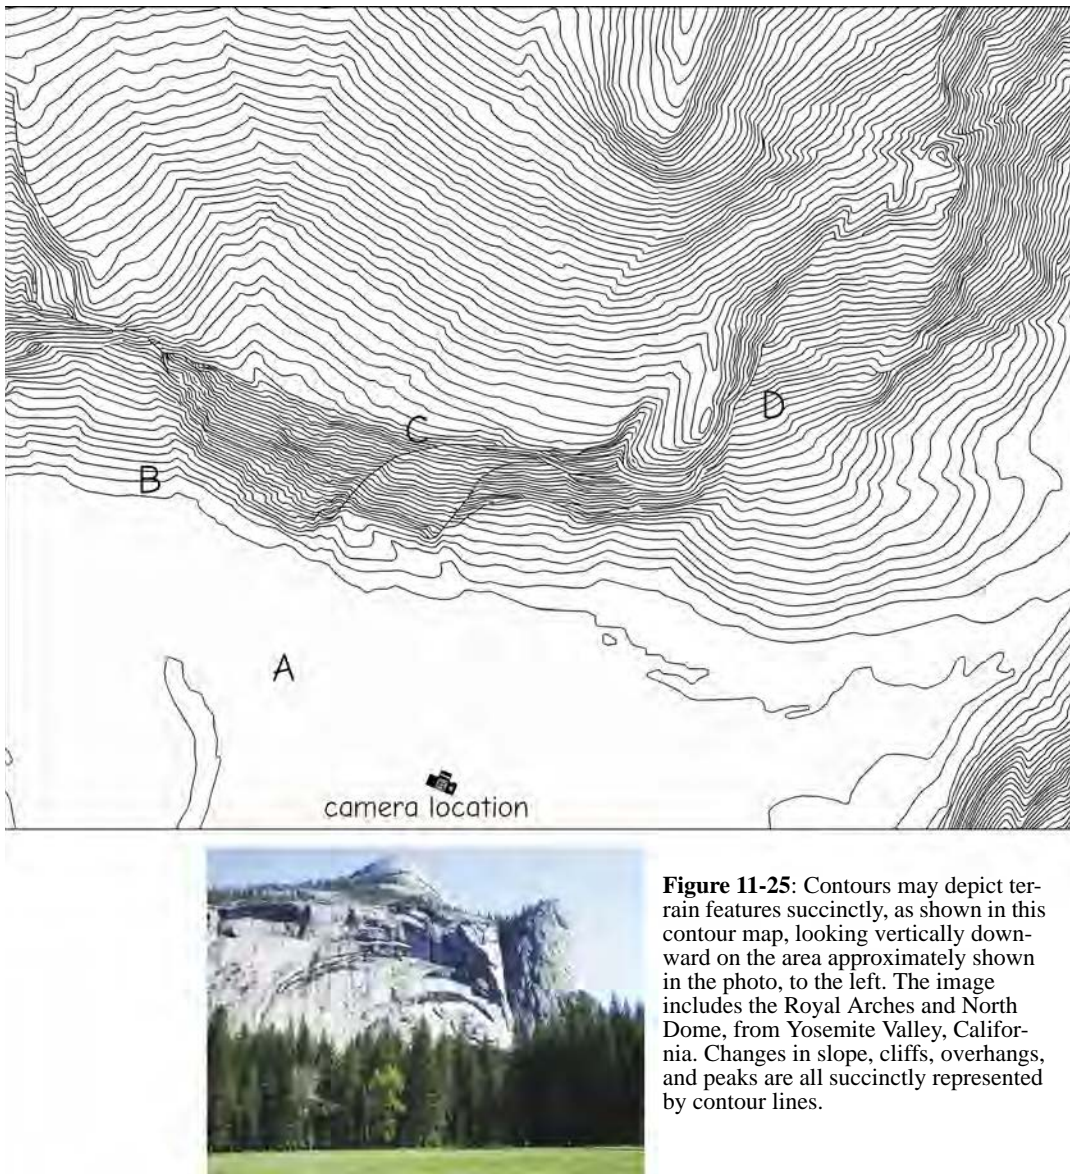 C
D
B
A
camera location
Figure 11-25: Contours may depict ter-
rain features succinctly, as shown in this
contour map, looking vertically down-
ward on the area approximately shown
in the photo, to the left. The image
includes the Royal Arches and North
Dome, from Yosemite Valley, Califor-
nia. Changes in slope, cliffs, overhangs,
and peaks are all succinctly represented
by contour lines.